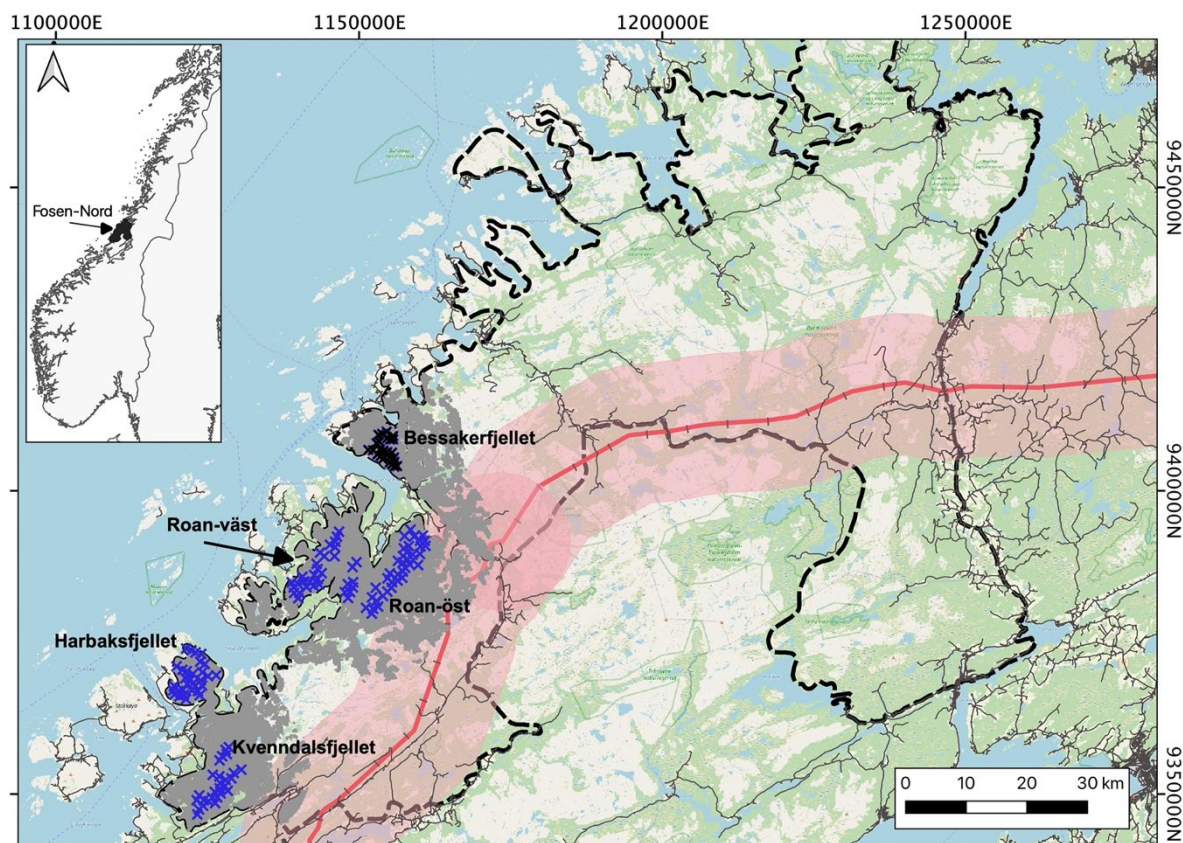 1100000E 1150000E 1200000E 1250000E
Fosen-Nord
9450000N
Bessakerfjellet
9400000N
Roan-väst
Roan-öst
Harbaksfjellet
Kvenndalsfjellet
0 10 20 30 km
9350000N